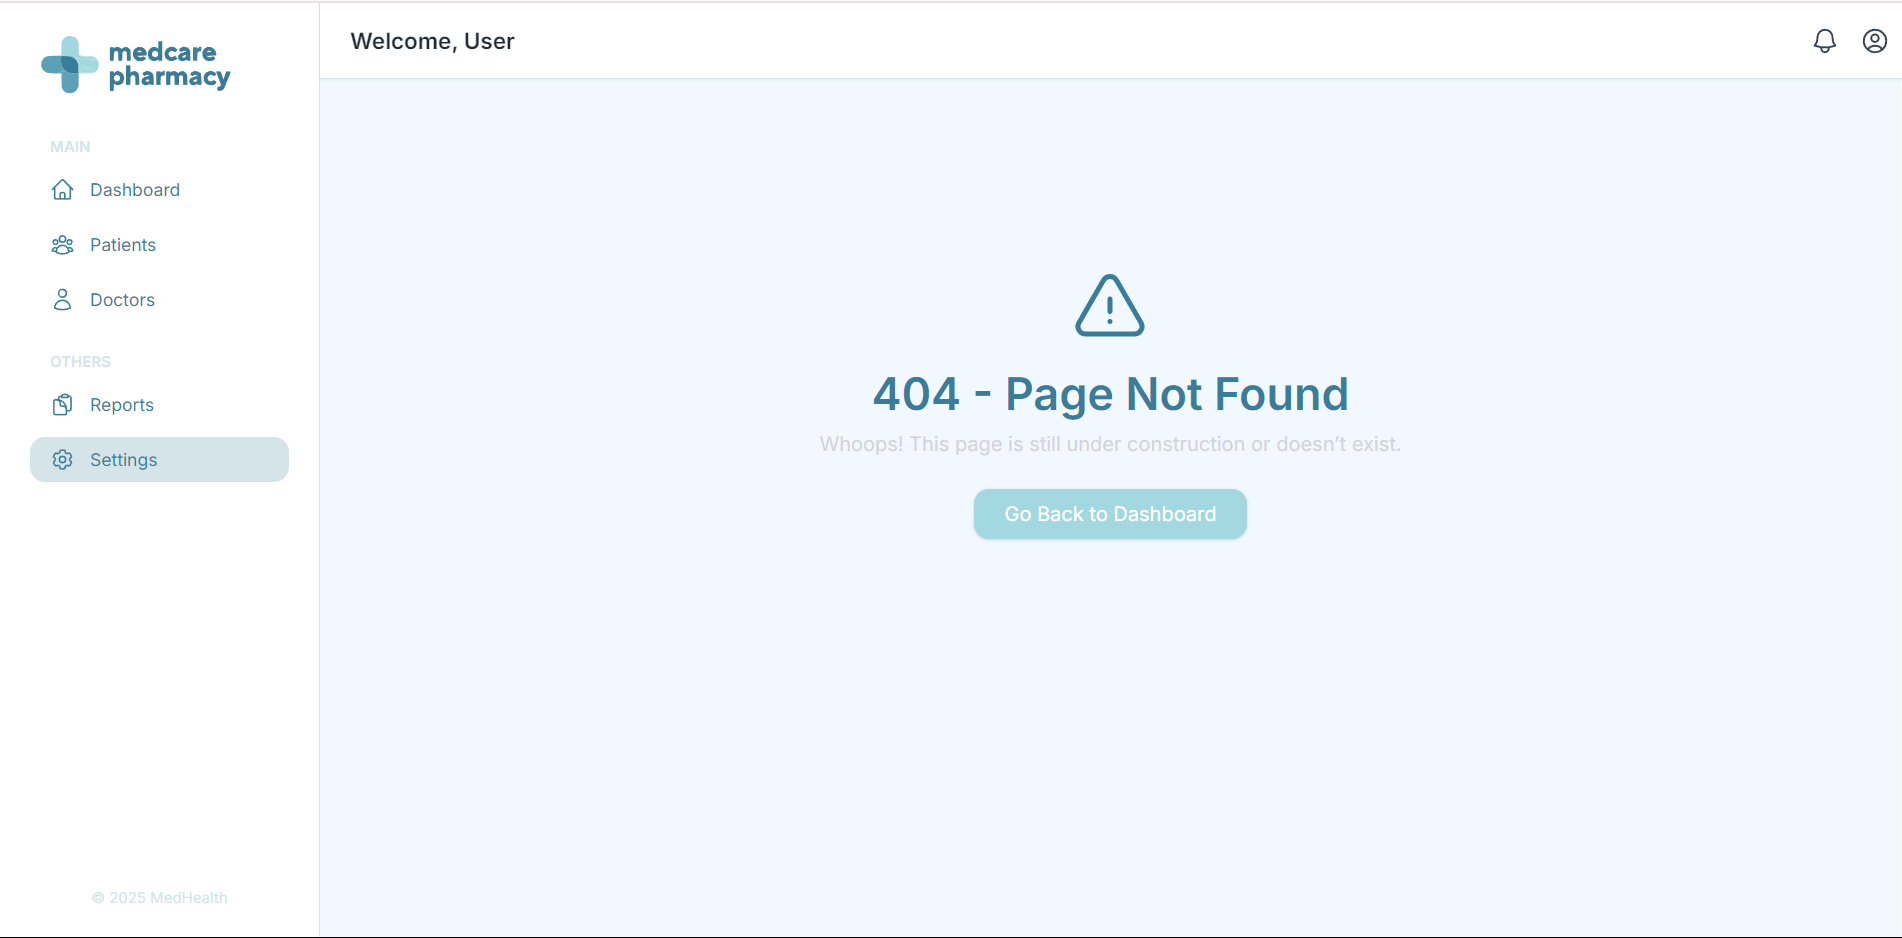 medcare
pharmacy
MAIN
Dashboard
Patients
Doctors
OTHERS
Reports
Settings
© 2025 MedHealth
Welcome, User
404 - Page Not Found
Whoops! This page is still under construction or doesn’t exist.
Go Back to Dashboard